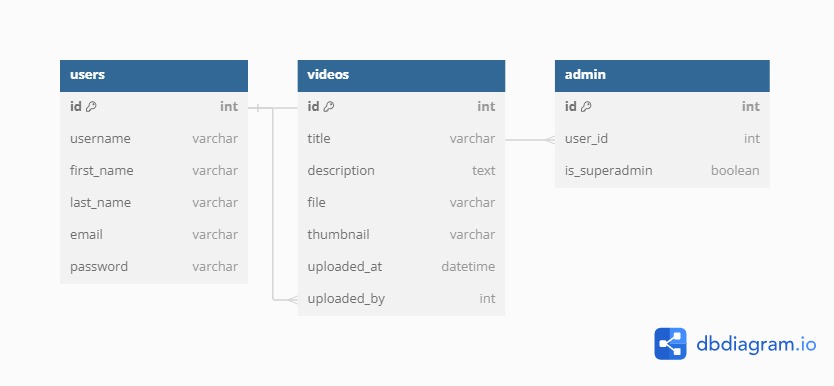 users
id int
username varchar
first_name varchar
last_name varchar
email varchar
password varchar
videos
id int
title varchar
description text
file varchar
thumbnail varchar
uploaded_at datetime
uploaded_by int
admin
id int
user_id int
is_superadmin boolean
dbdiagram.io